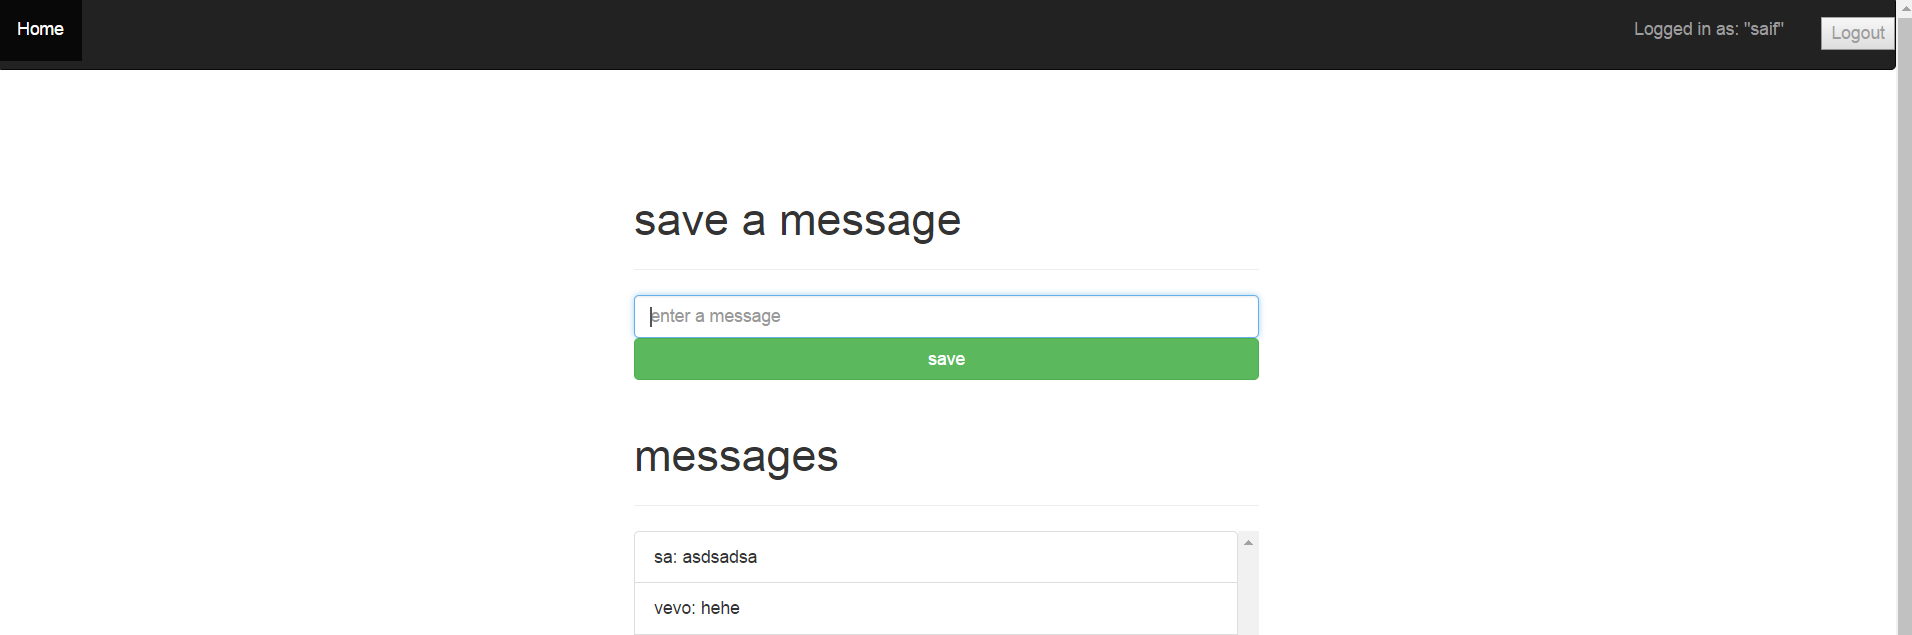 Home
Logged in as: "saif"
Logout
save a message
enter a message
save
messages
sa: asdsadsa
vevo: hehe